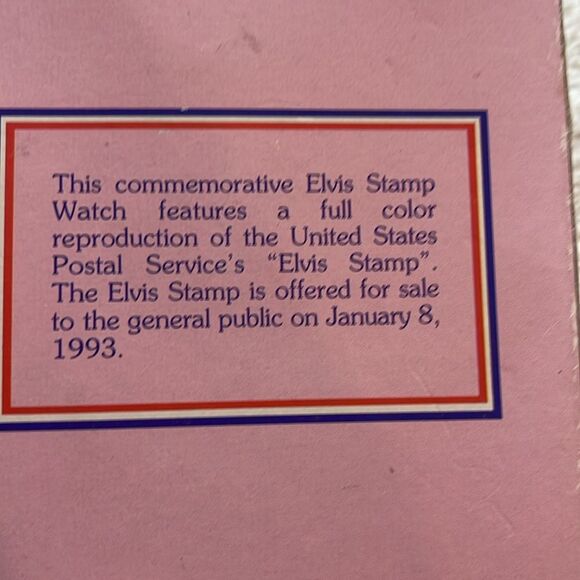 This commemorative Elvis Stamp
Watch features a full color
reproduction of the United States
Postal Service's “Elvis Stamp”.
The Elvis Stamp is offered for sale
to the general public on January 8,
1993.